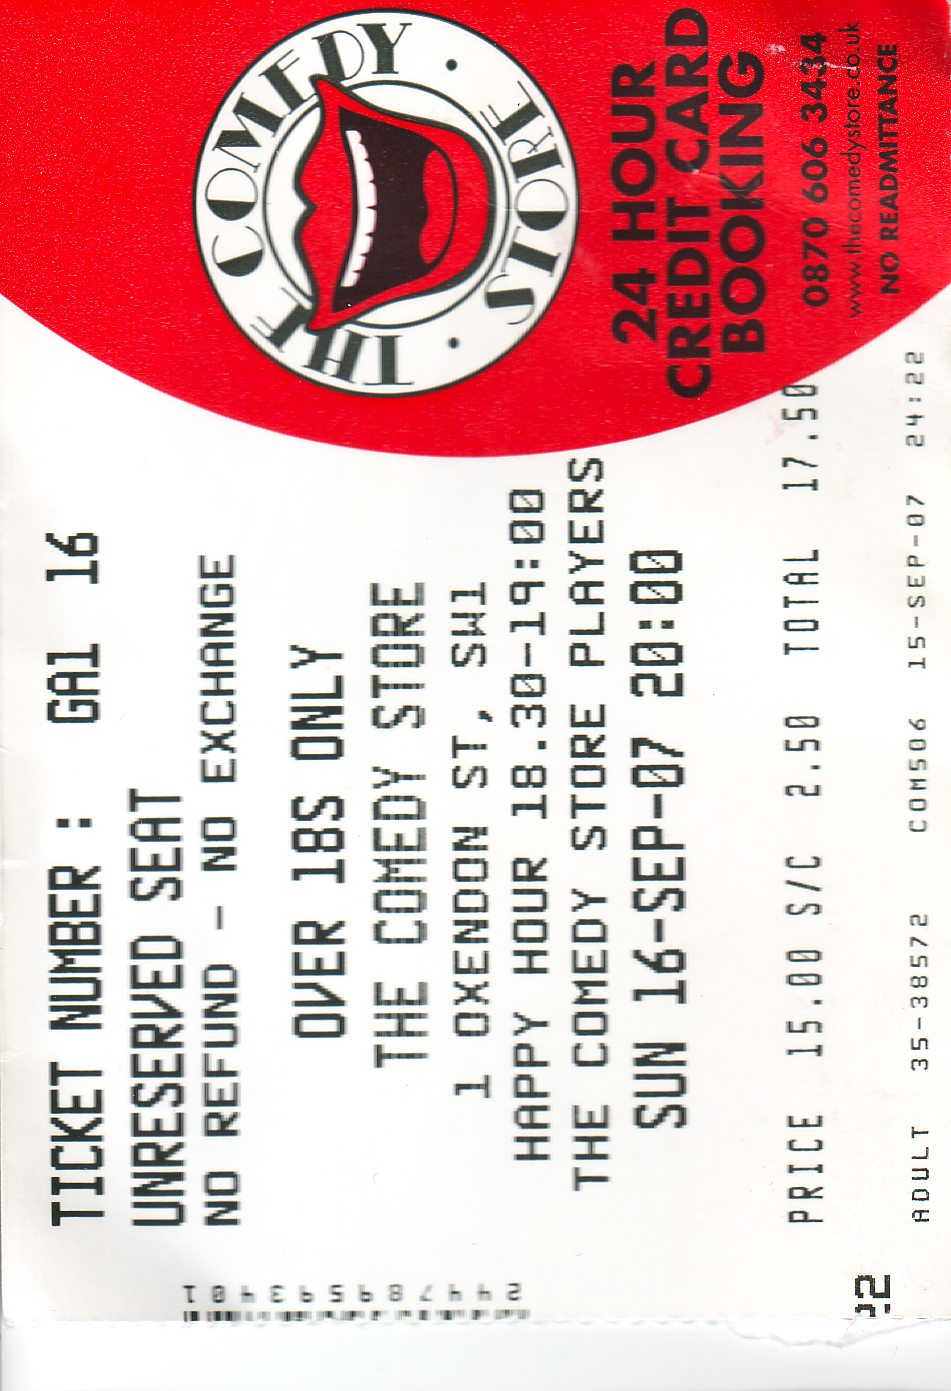 TICKET NUMBER : GA1 16
UNRESERVED SEAT
NO REFUND - NO EXCHANGE
OVER 18S ONLY
THE COMEDY STORE
1 OXENDON ST, SW1
HAPPY HOUR 18.30-19:00
THE COMEDY STORE PLAYERS
SUN 16-SEP-07 20:00
PRICE 15.00 S/C 2.50 TOTAL 17.50
ADULT 35-38572 COM506 15-SEP-07 24:22
THE COMEDY · STORE ·
24 HOUR
CREDIT CARD
BOOKING
0870 606 3434
www.thecomedystore.co.uk
NO READMITTANCE
2447895963401